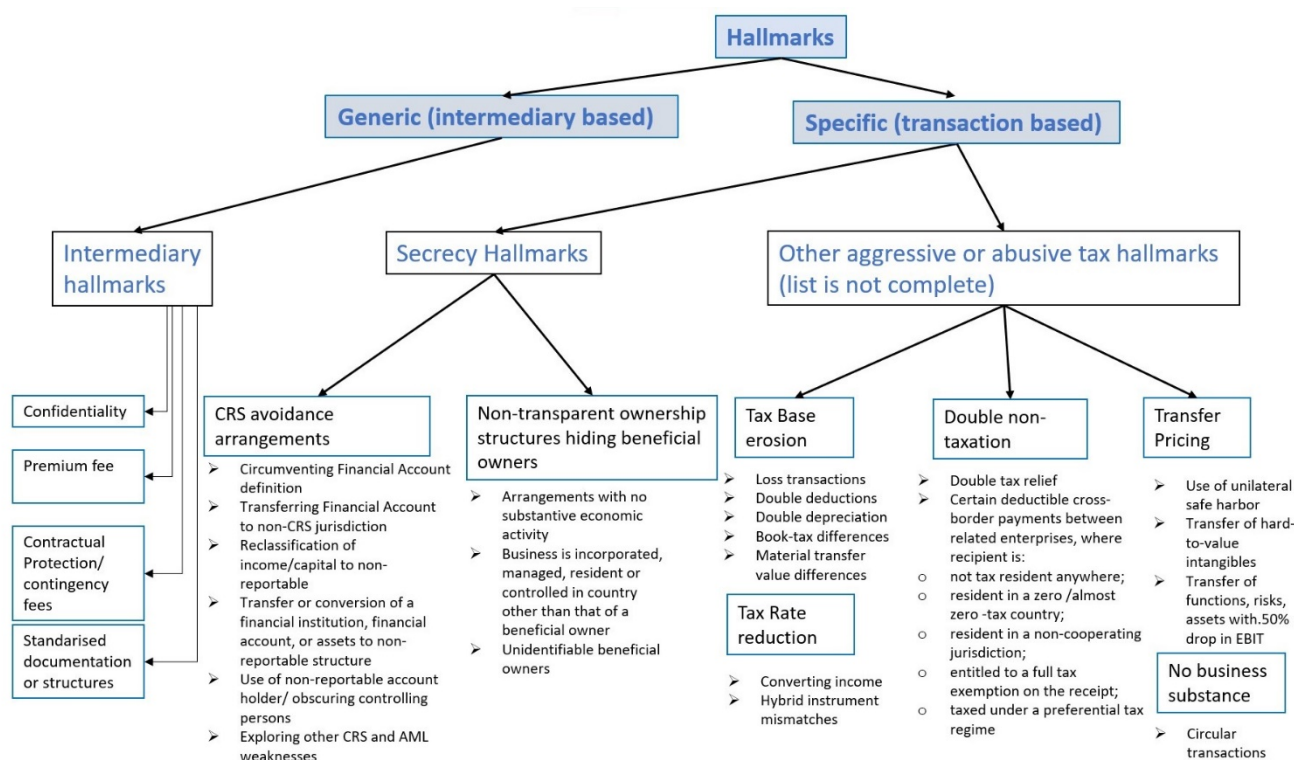 Hallmarks
Generic (intermediary based)
Specific (transaction based)
Intermediary
hallmarks
Secrecy Hallmarks
Other aggressive or abusive tax hallmarks
(list is not complete)
Confidentiality
Premium fee
Contractual
Protection/
contingency
fees
Standarised
documentation
or structures
CRS avoidance
arrangements
➢ Circumventing Financial Account
definition
➢ Transferring Financial Account
to non-CRS jurisdiction
➢ Reclassification of
income/capital to non-
reportable
➢ Transfer or conversion of a
financial institution, financial
account, or assets to non-
reportable structure
➢ Use of non-reportable account
holder/ obscuring controlling
persons
➢ Exploring other CRS and AML
weaknesses
Non-transparent ownership
structures hiding beneficial
owners
➢ Arrangements with no
substantive economic
activity
➢ Business is incorporated,
managed, resident or
controlled in country
other than that of a
beneficial owner
➢ Unidentifiable beneficial
owners
Tax Base
erosion
➢ Loss transactions
➢ Double deductions
➢ Double depreciation
➢ Book-tax differences
➢ Material transfer
value differences
Tax Rate
reduction
➢ Converting income
➢ Hybrid instrument
mismatches
Double non-
taxation
➢ Double tax relief
➢ Certain deductible cross-
border payments between
related enterprises, where
recipient is:
o not tax resident anywhere;
o resident in a zero /almost
zero -tax country;
o resident in a non-cooperating
jurisdiction;
o entitled to a full tax
exemption on the receipt;
o taxed under a preferential tax
regime
Transfer
Pricing
➢ Use of unilateral
safe harbor
➢ Transfer of hard-
to-value
intangibles
➢ Transfer of
functions, risks,
assets with.50%
drop in EBIT
No business
substance
➢ Circular
transactions